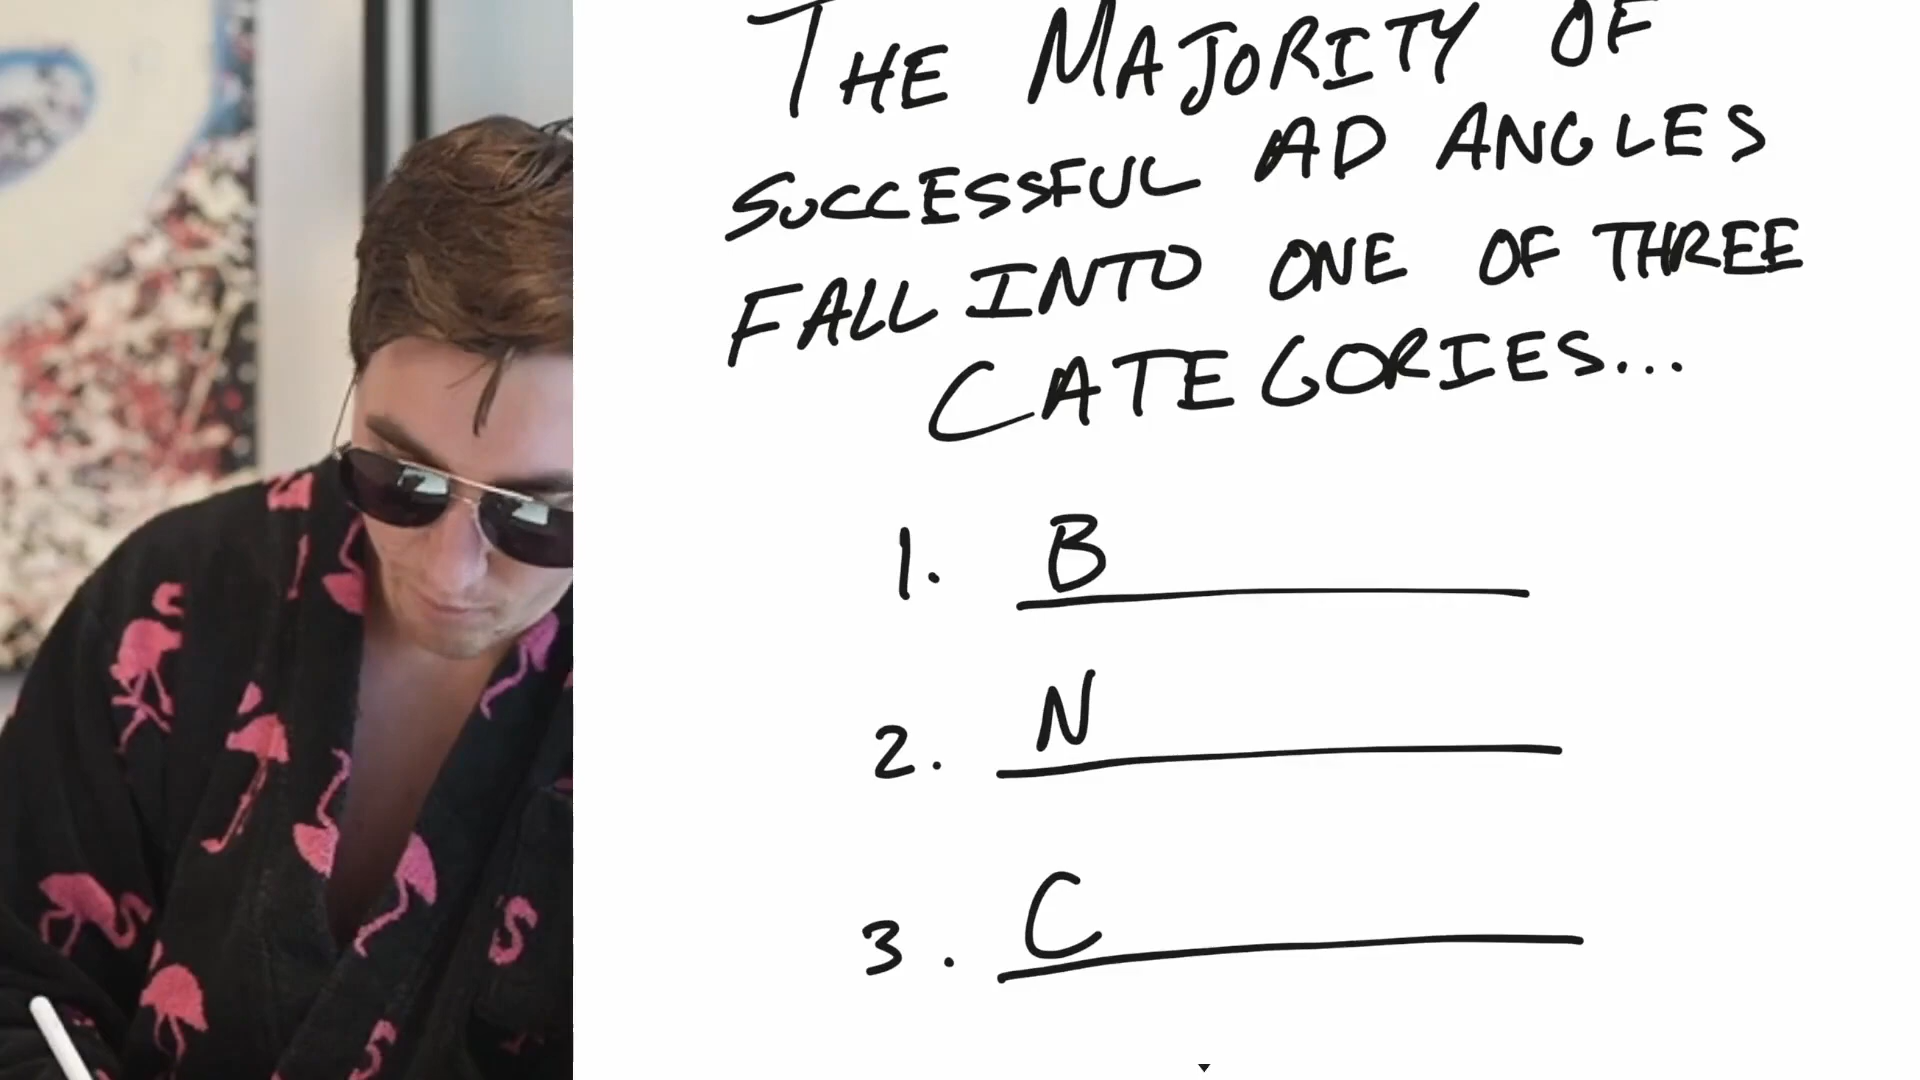 THE MAJORITY OF
SUCCESSFUL AD ANGLES
FALL INTO ONE OF THREE
CATEGORIES...
1. B
2. N
3. C